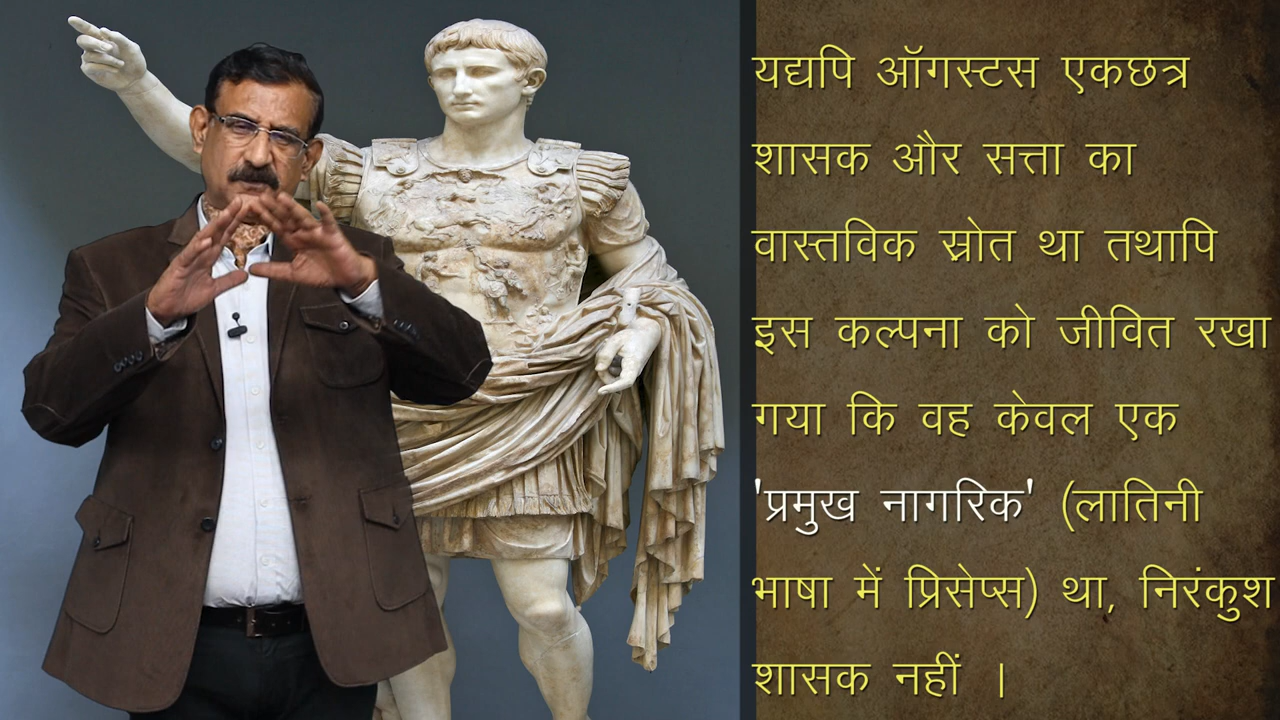 यद्यपि ऑगस्टस एकछत्र
शासक और सत्ता का
वास्तविक स्रोत था तथापि
इस कल्पना को जीवित रखा
गया कि वह केवल एक
'प्रमुख नागरिक' (लातिनी
भाषा में प्रिसेप्स) था, निरंकुश
शासक नहीं ।